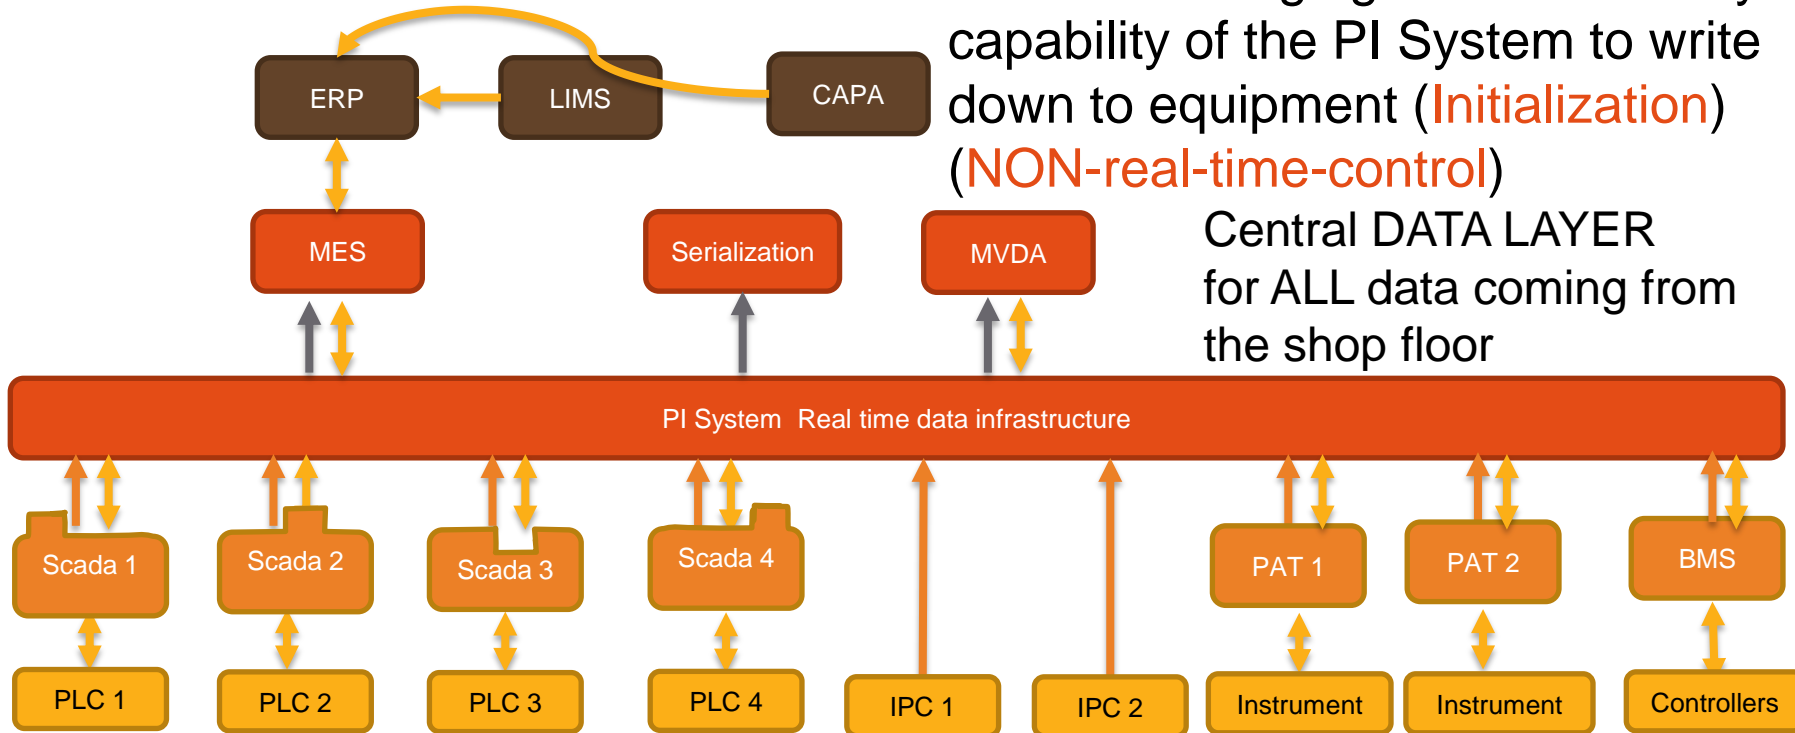 capability of the PI System to write
down to equipment (Initialization)
(NON-real-time-control)
ERP
LIMS
CAPA
Central DATA LAYER
for ALL data coming from
the shop floor
MES
Serialization
MVDA
PI System Real time data infrastructure
Scada 1
Scada 2
Scada 3
Scada 4
PAT 1
PAT 2
BMS
PLC 1
PLC 2
PLC 3
PLC 4
IPC 1
IPC 2
Instrument
Instrument
Controllers